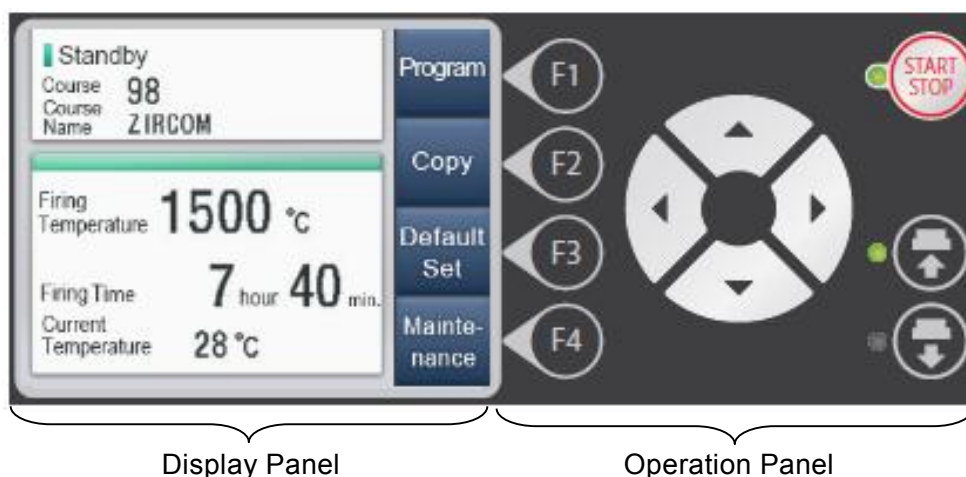 Standby
Course 98
Course
Name ZIRCOM
Firing
Temperature 1500 °C
Firing Time 7 hour 40 min.
Current
Temperature 28 °C
Program
Copy
Default
Set
Mainte-
nance
F1
F2
F3
F4
START
STOP
Display Panel
Operation Panel